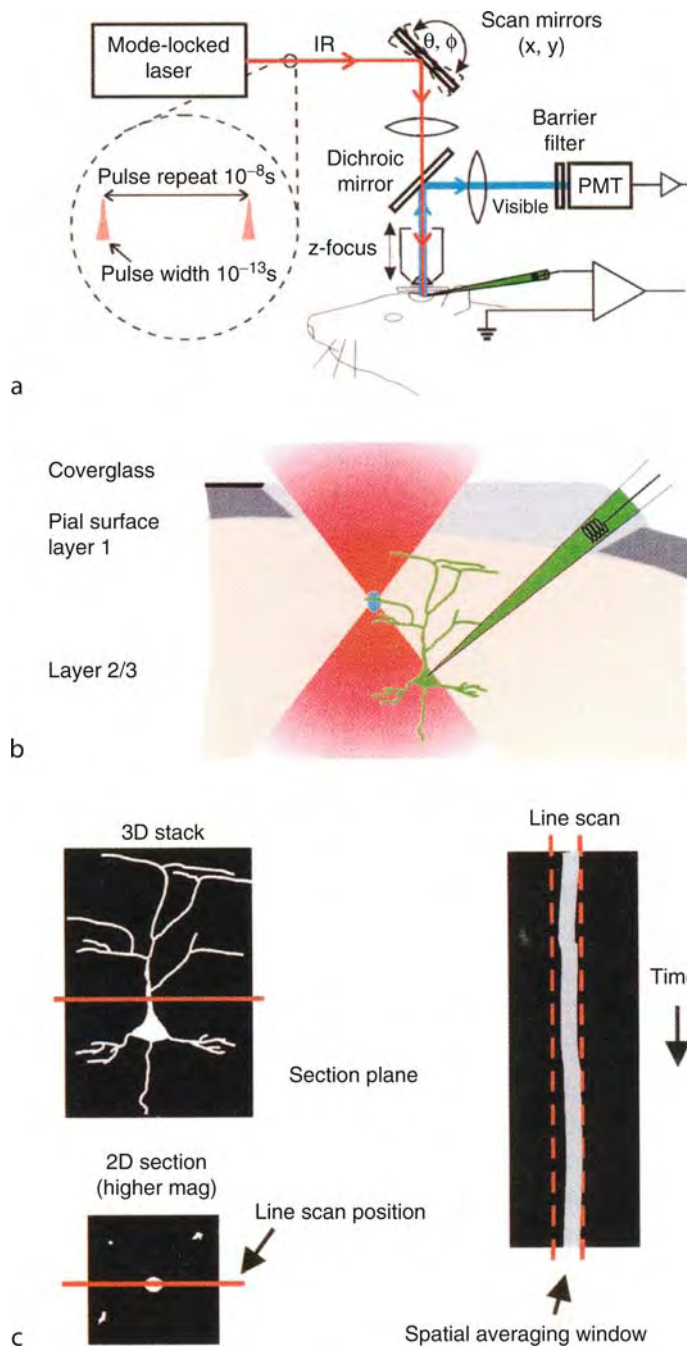 Mode-locked
laser
IR
θ, ϕ
Scan mirrors
(x, y)
Pulse repeat 10⁻⁸s
Pulse width 10⁻¹³s
Dichroic
mirror
Barrier
filter
PMT
Visible
z-focus
a
Coverglass
Pial surface
layer 1
Layer 2/3
b
3D stack
Section plane
2D section
(higher mag)
Line scan position
Line scan
Spatial averaging window
c